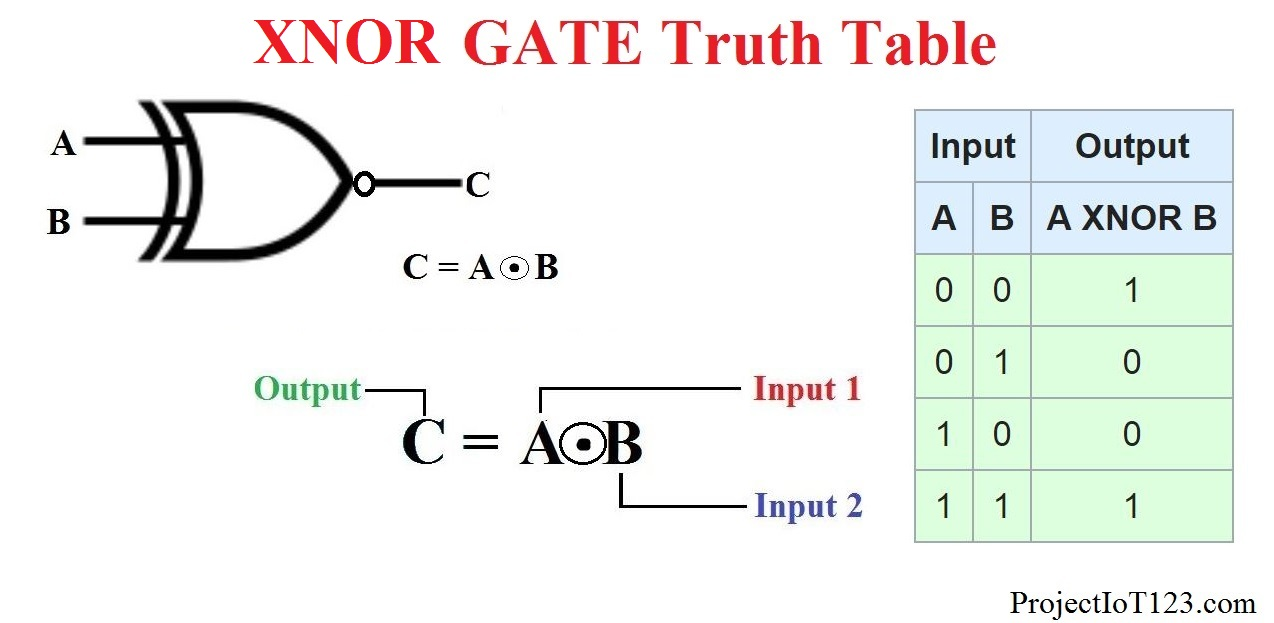 XNOR GATE Truth Table
A
B
C
C = A⊙B
Output
Input 1
C = A⊙B
Input 2
Input Output
A B A XNOR B
0 0 1
0 1 0
1 0 0
1 1 1
ProjectIoT123.com